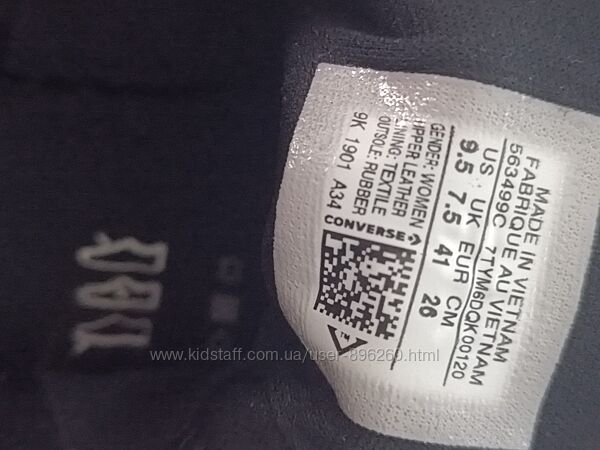 MADE IN VIETNAM
FABRIQUE AU VIETNAM
563499C 7TYM6DQK00120
US UK EUR CM
9.5 7.5 41 26
GENDER: WOMEN
UPPER LEATHER
LINING: TEXTILE
OUTSOLE: RUBBER
9K 1901 A34
CONVERSE
www.kidstaff.com.ua/user-896260.html